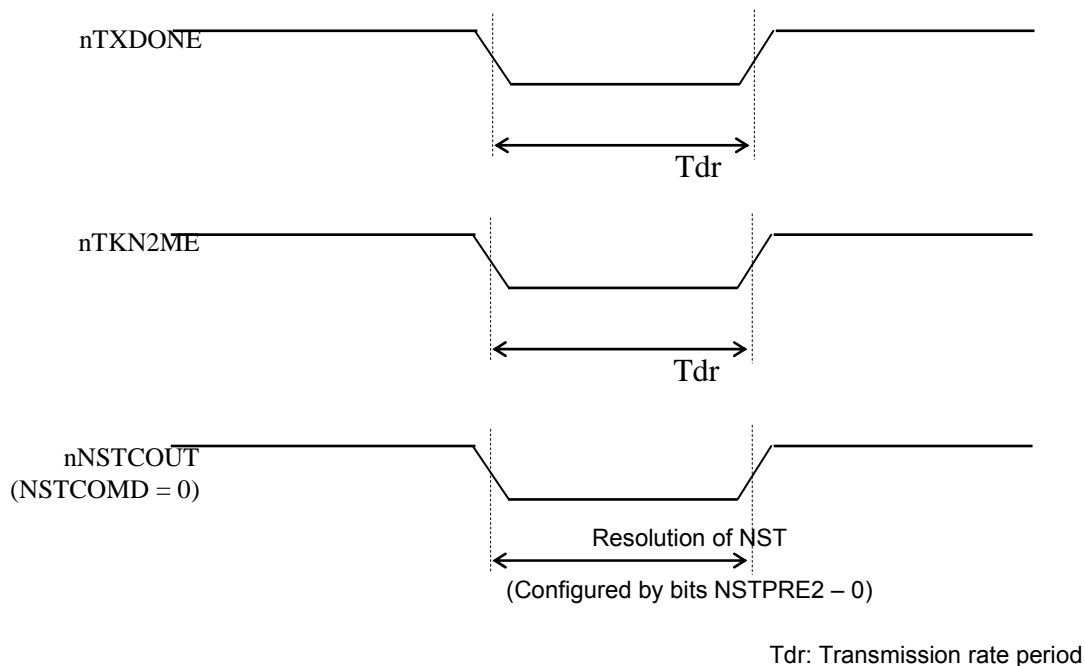 nTXDONE
Tdr
nTKN2ME
Tdr
nNSTCOUT
(NSTCOMD = 0)
Resolution of NST
(Configured by bits NSTPRE2 – 0)
Tdr: Transmission rate period